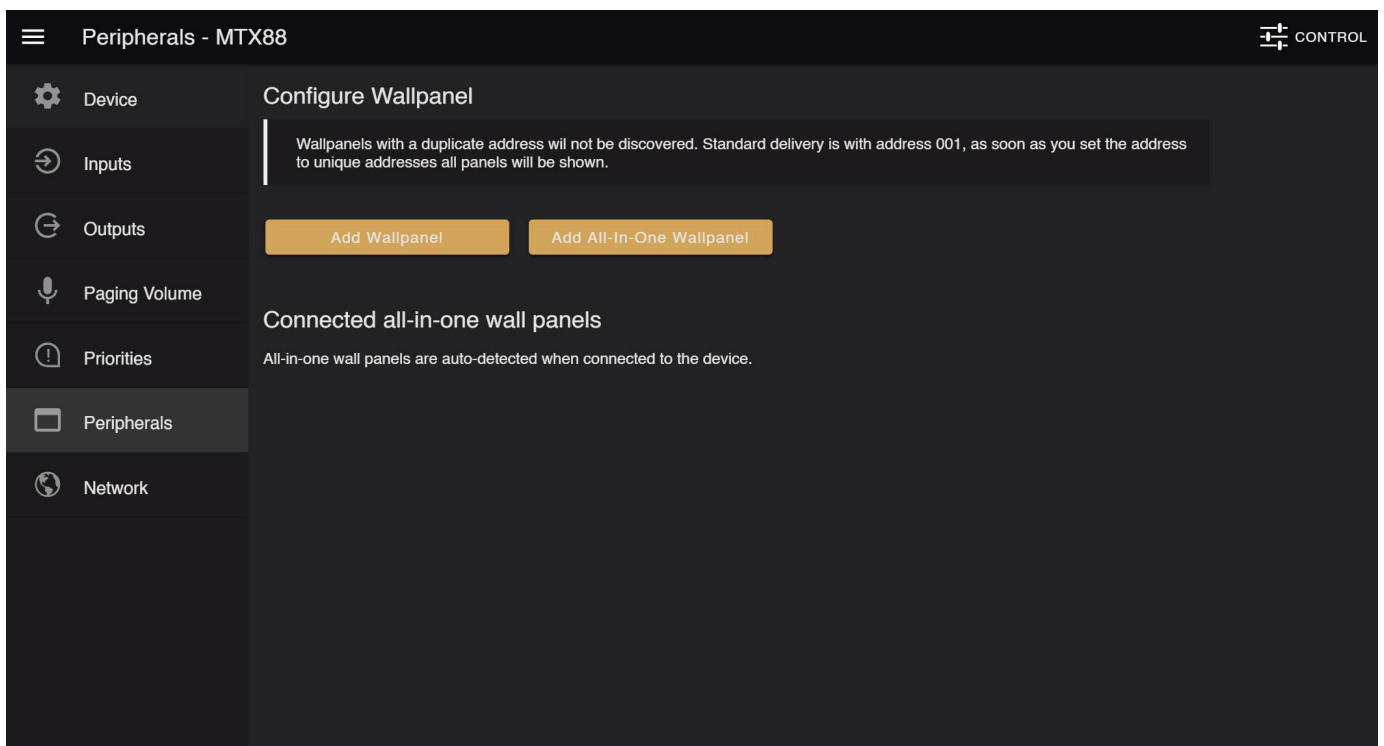 Peripherals - MTX88
CONTROL
Device
Inputs
Outputs
Paging Volume
Priorities
Peripherals
Network
Configure Wallpanel
Wallpanels with a duplicate address wil not be discovered. Standard delivery is with address 001, as soon as you set the address
to unique addresses all panels will be shown.
Add Wallpanel
Add All-In-One Wallpanel
Connected all-in-one wall panels
All-in-one wall panels are auto-detected when connected to the device.